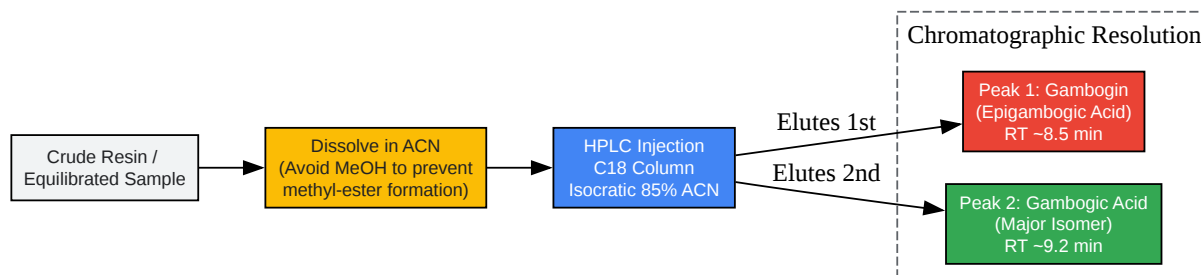 Crude Resin /
Equilibrated Sample
Dissolve in ACN
(Avoid MeOH to prevent
methyl-ester formation)
HPLC Injection
C18 Column
Isocratic 85% ACN
Elutes 1st
Elutes 2nd
Chromatographic Resolution
Peak 1: Gambogin
(Epigambogic Acid)
RT ~8.5 min
Peak 2: Gambogic Acid
(Major Isomer)
RT ~9.2 min